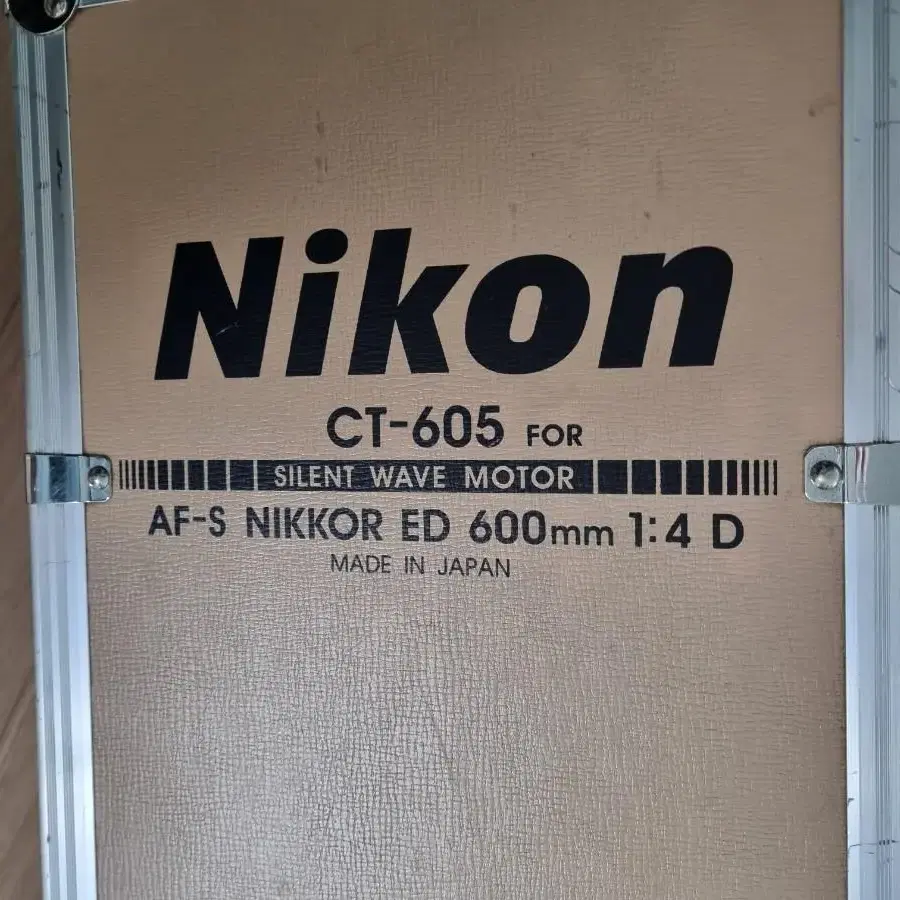 Nikon
CT-605 FOR
SILENT WAVE MOTOR
AF-S NIKKOR ED 600mm 1:4 D
MADE IN JAPAN